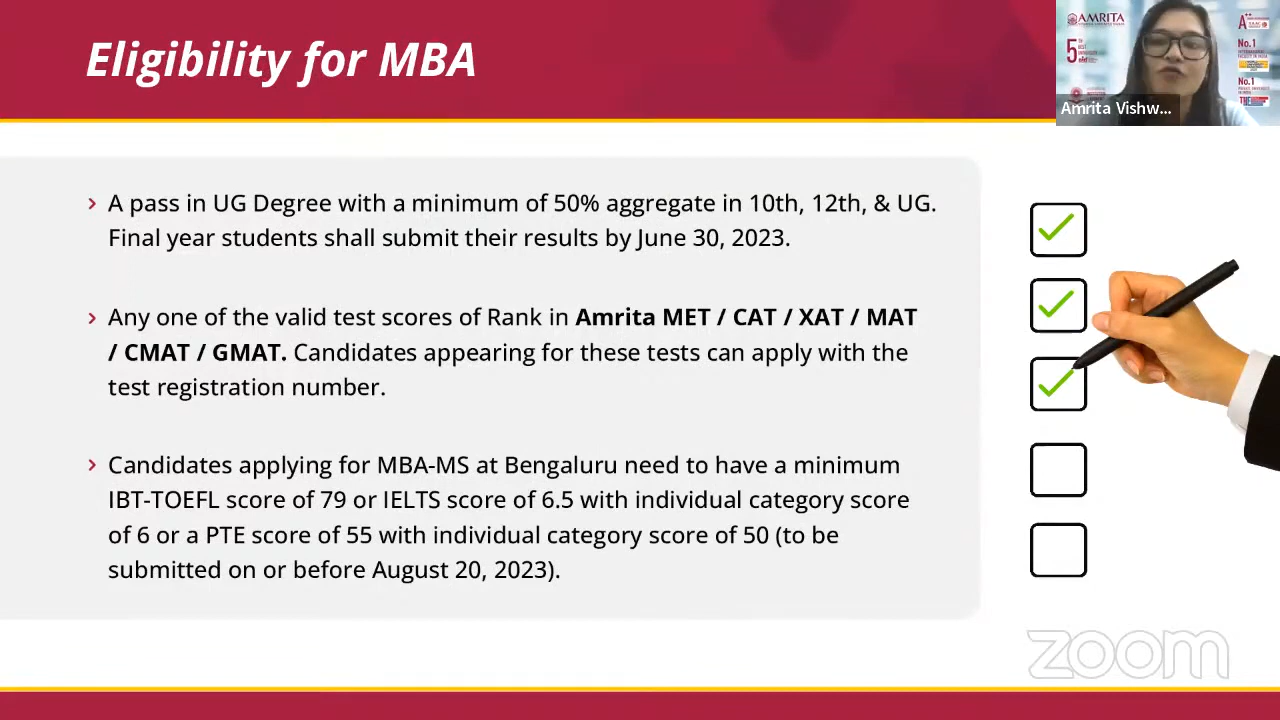 Eligibility for MBA
AMRITA
5
TH
A++
No.1
No.1
Amrita Vishw...
› A pass in UG Degree with a minimum of 50% aggregate in 10th, 12th, & UG.
Final year students shall submit their results by June 30, 2023.
› Any one of the valid test scores of Rank in Amrita MET / CAT / XAT / MAT
/ CMAT / GMAT. Candidates appearing for these tests can apply with the
test registration number.
› Candidates applying for MBA-MS at Bengaluru need to have a minimum
IBT-TOEFL score of 79 or IELTS score of 6.5 with individual category score
of 6 or a PTE score of 55 with individual category score of 50 (to be
submitted on or before August 20, 2023).
zoom